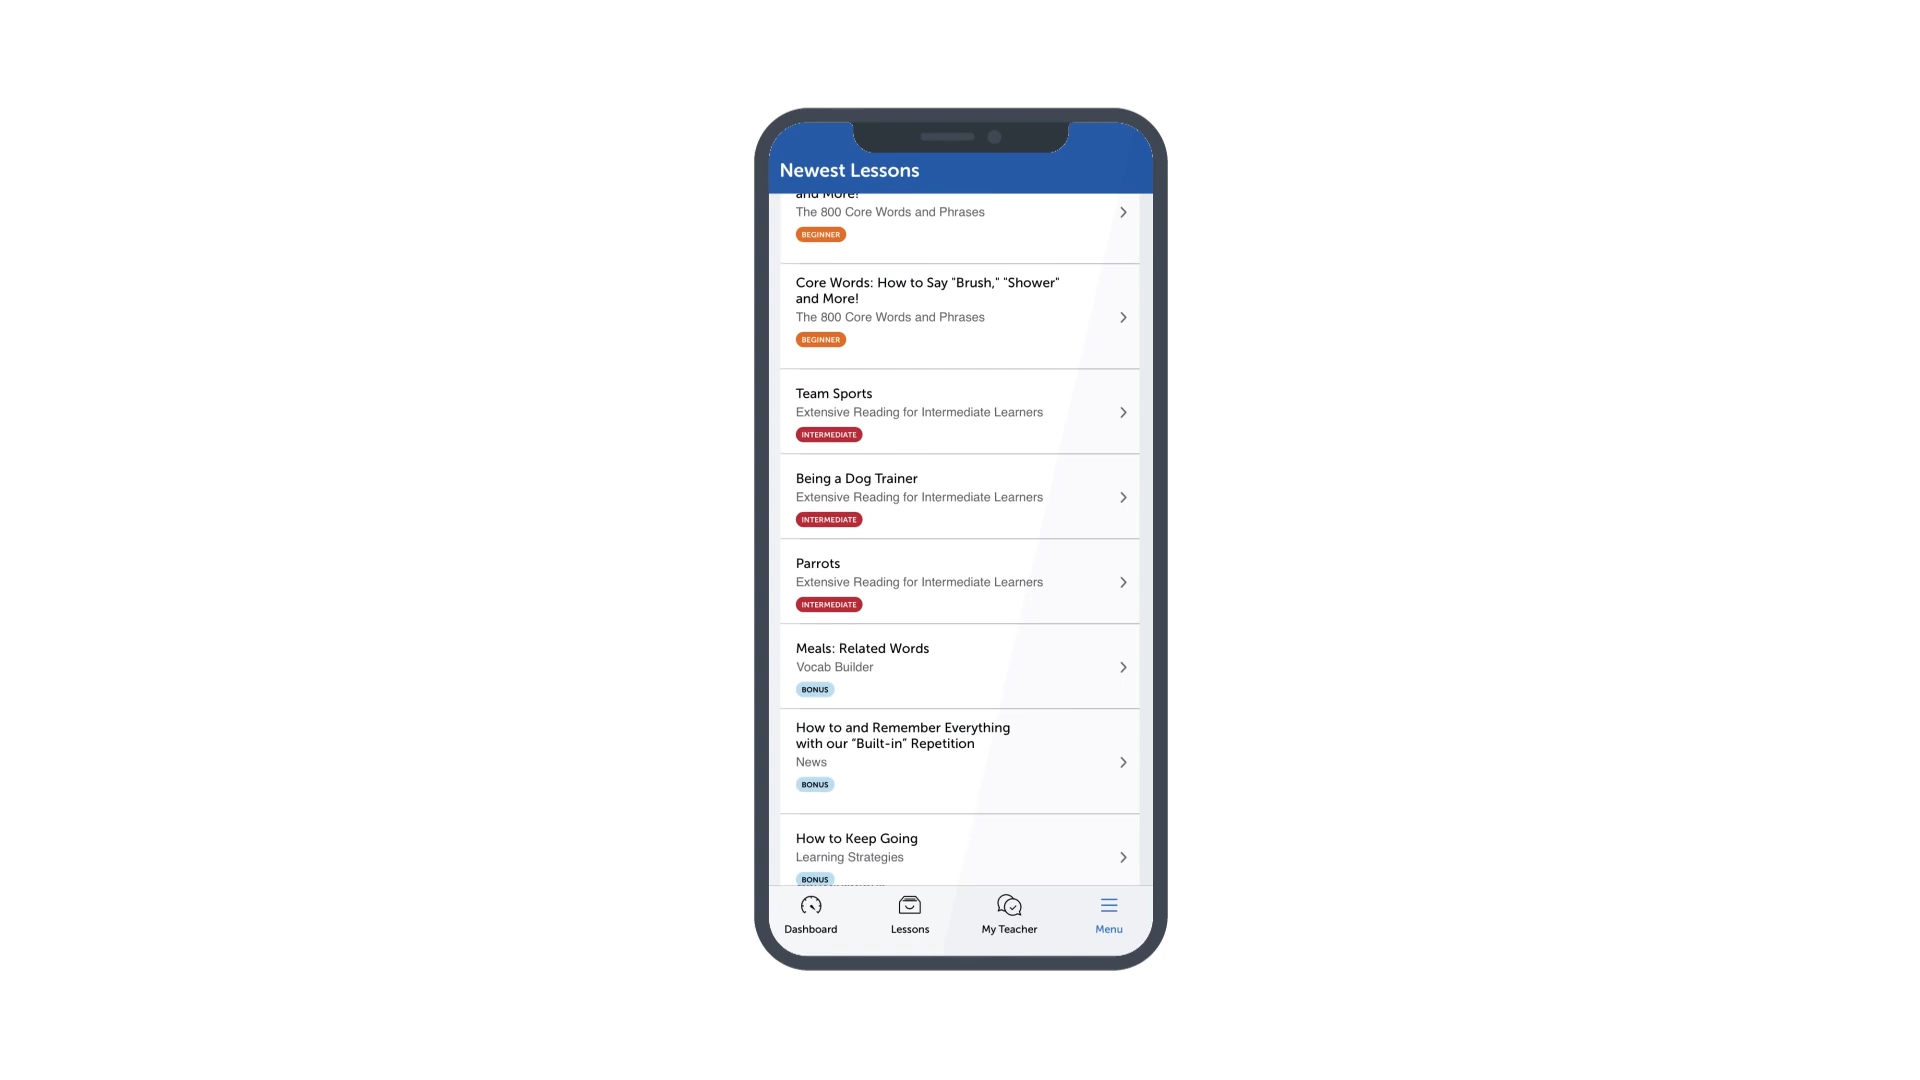 Newest Lessons
and More!
The 800 Core Words and Phrases
BEGINNER
Core Words: How to Say "Brush," "Shower"
and More!
The 800 Core Words and Phrases
BEGINNER
Team Sports
Extensive Reading for Intermediate Learners
INTERMEDIATE
Being a Dog Trainer
Extensive Reading for Intermediate Learners
INTERMEDIATE
Parrots
Extensive Reading for Intermediate Learners
INTERMEDIATE
Meals: Related Words
Vocab Builder
BONUS
How to and Remember Everything
with our “Built-in” Repetition
News
BONUS
How to Keep Going
Learning Strategies
BONUS
Dashboard
Lessons
My Teacher
Menu